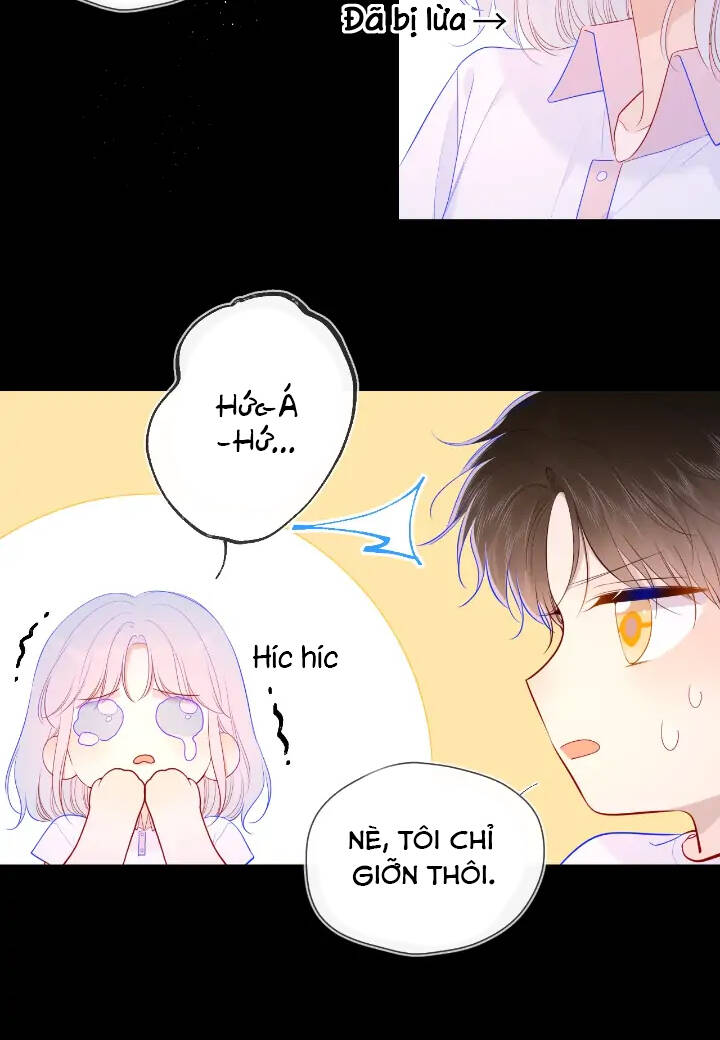 Đã bị lừa →
Hức-Á
-Hứ...
Híc híc
NÈ, TÔI CHỈ
GIỠN THÔI.